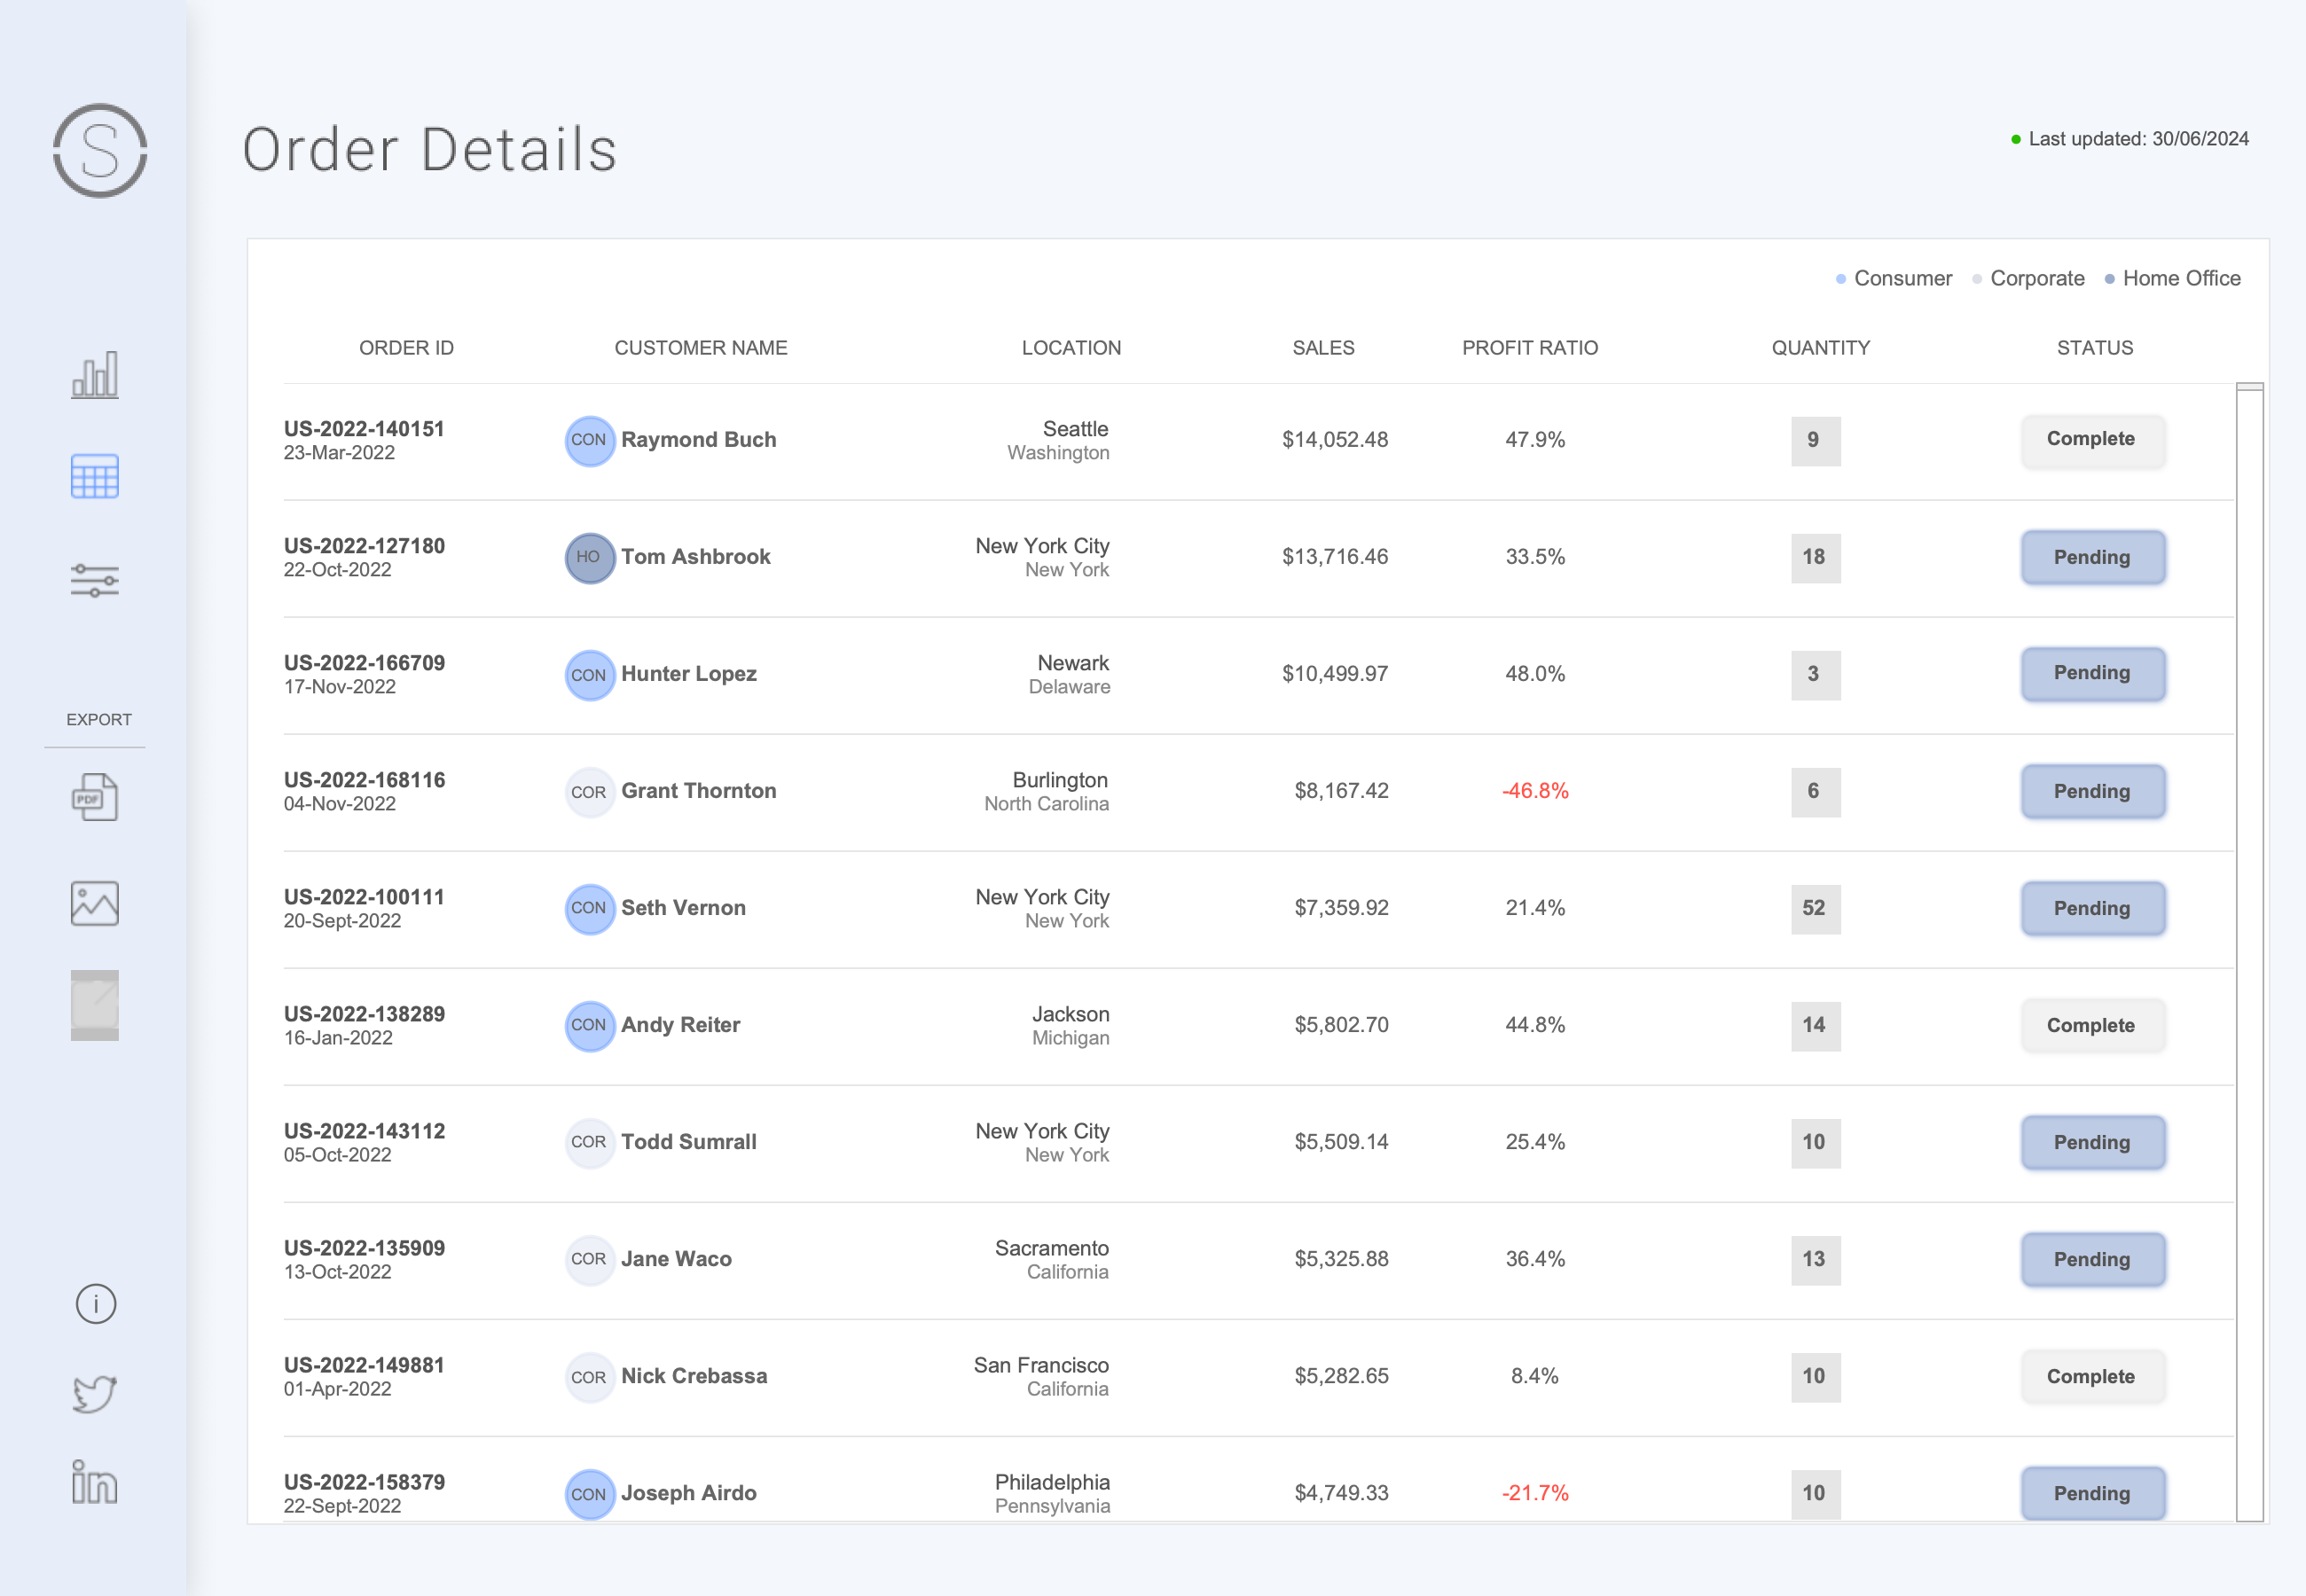 S
Order Details
Last updated: 30/06/2024
Consumer Corporate Home Office
ORDER ID CUSTOMER NAME LOCATION SALES PROFIT RATIO QUANTITY STATUS
US-2022-140151
23-Mar-2022
CON Raymond Buch
Seattle
Washington
$14,052.48 47.9% 9 Complete
US-2022-127180
22-Oct-2022
HO Tom Ashbrook
New York City
New York
$13,716.46 33.5% 18 Pending
US-2022-166709
17-Nov-2022
CON Hunter Lopez
Newark
Delaware
$10,499.97 48.0% 3 Pending
US-2022-168116
04-Nov-2022
COR Grant Thornton
Burlington
North Carolina
$8,167.42 -46.8% 6 Pending
US-2022-100111
20-Sept-2022
CON Seth Vernon
New York City
New York
$7,359.92 21.4% 52 Pending
US-2022-138289
16-Jan-2022
CON Andy Reiter
Jackson
Michigan
$5,802.70 44.8% 14 Complete
US-2022-143112
05-Oct-2022
COR Todd Sumrall
New York City
New York
$5,509.14 25.4% 10 Pending
US-2022-135909
13-Oct-2022
COR Jane Waco
Sacramento
California
$5,325.88 36.4% 13 Pending
US-2022-149881
01-Apr-2022
COR Nick Crebassa
San Francisco
California
$5,282.65 8.4% 10 Complete
US-2022-158379
22-Sept-2022
CON Joseph Airdo
Philadelphia
Pennsylvania
$4,749.33 -21.7% 10 Pending
EXPORT
PDF
i
in